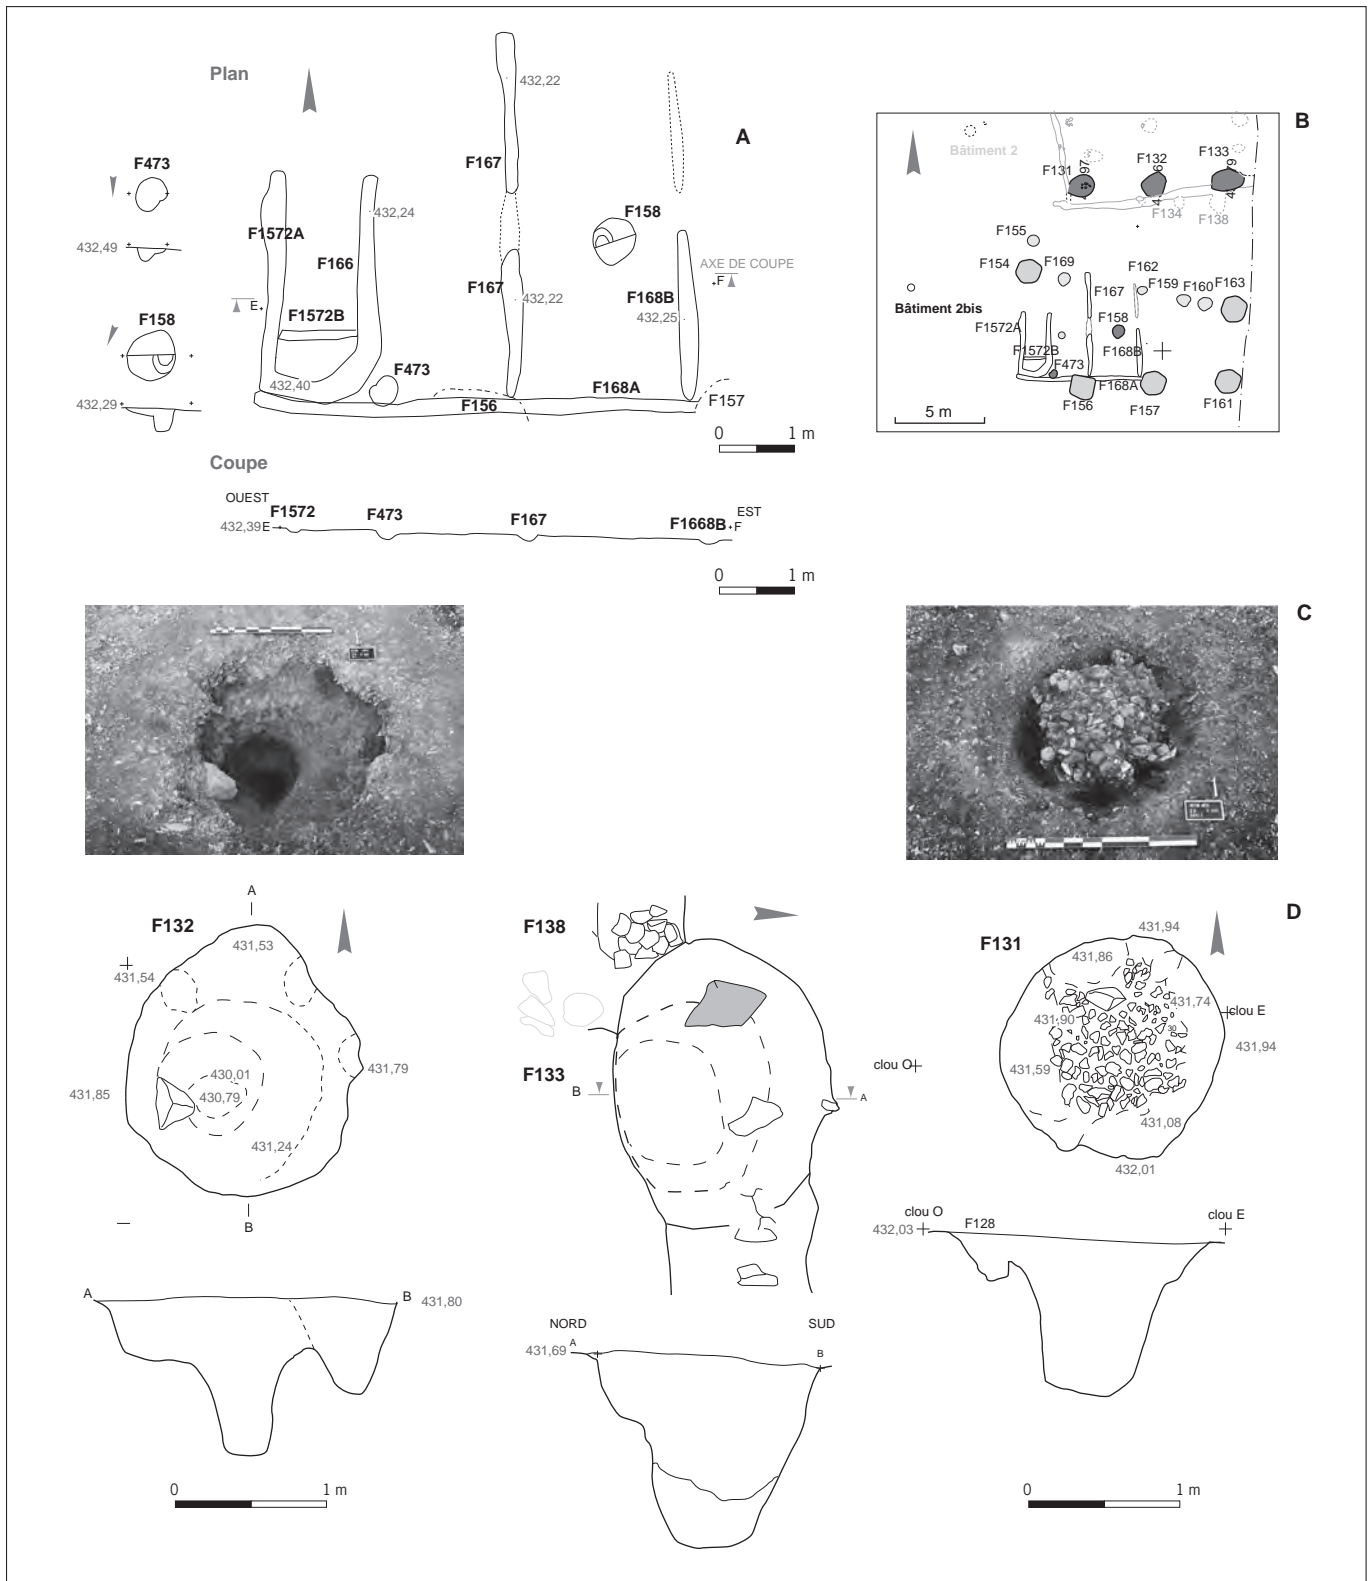 Plan
A
F473
432,49
F158
432,29
432,22
F167
432,24
F1572A
F166
F158
AXE DE COUPE
F
E
F167
432,22
F168B
432,25
F1572B
432,40
F473
F168A
F156
F157
0 1 m
B
Bâtiment 2
F131
F132
F133
F134
F138
F155
F154
F169
F162
F167
F159
F160
F163
Bâtiment 2bis
F158
F1572A
F1572B
F168B
F473
F168A
F156
F157
F161
5 m
Coupe
OUEST
EST
F1572
F473
F167
F1668B
432,39 E
F
0 1 m
C
D
A
F132
431,53
431,54
431,79
431,85
430,01
430,79
431,24
B
A
B
431,80
0 1 m
F138
F133
B
A
NORD
SUD
A
431,69
B
F131
431,94
431,86
431,74
clou E
431,90
30
431,94
clou O
431,59
431,08
432,01
clou O
clou E
432,03
F128
0 1 m